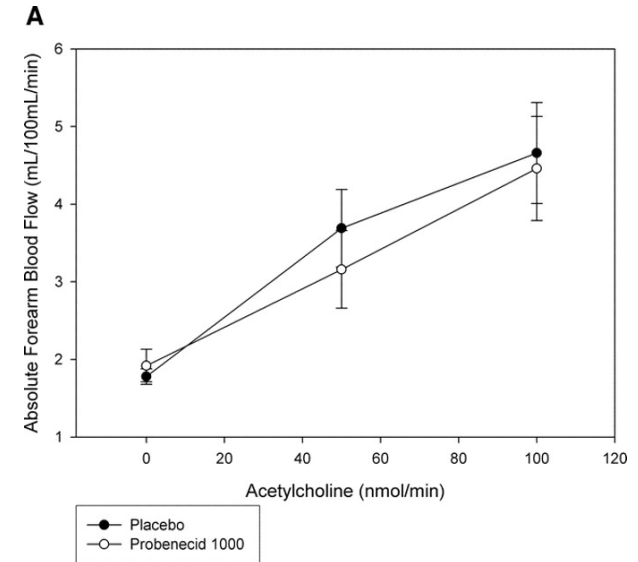 A
Absolute Forearm Blood Flow (mL/100mL/min)
6
5
4
3
2
1
0 20 40 60 80 100 120
Acetylcholine (nmol/min)
Placebo
Probenecid 1000